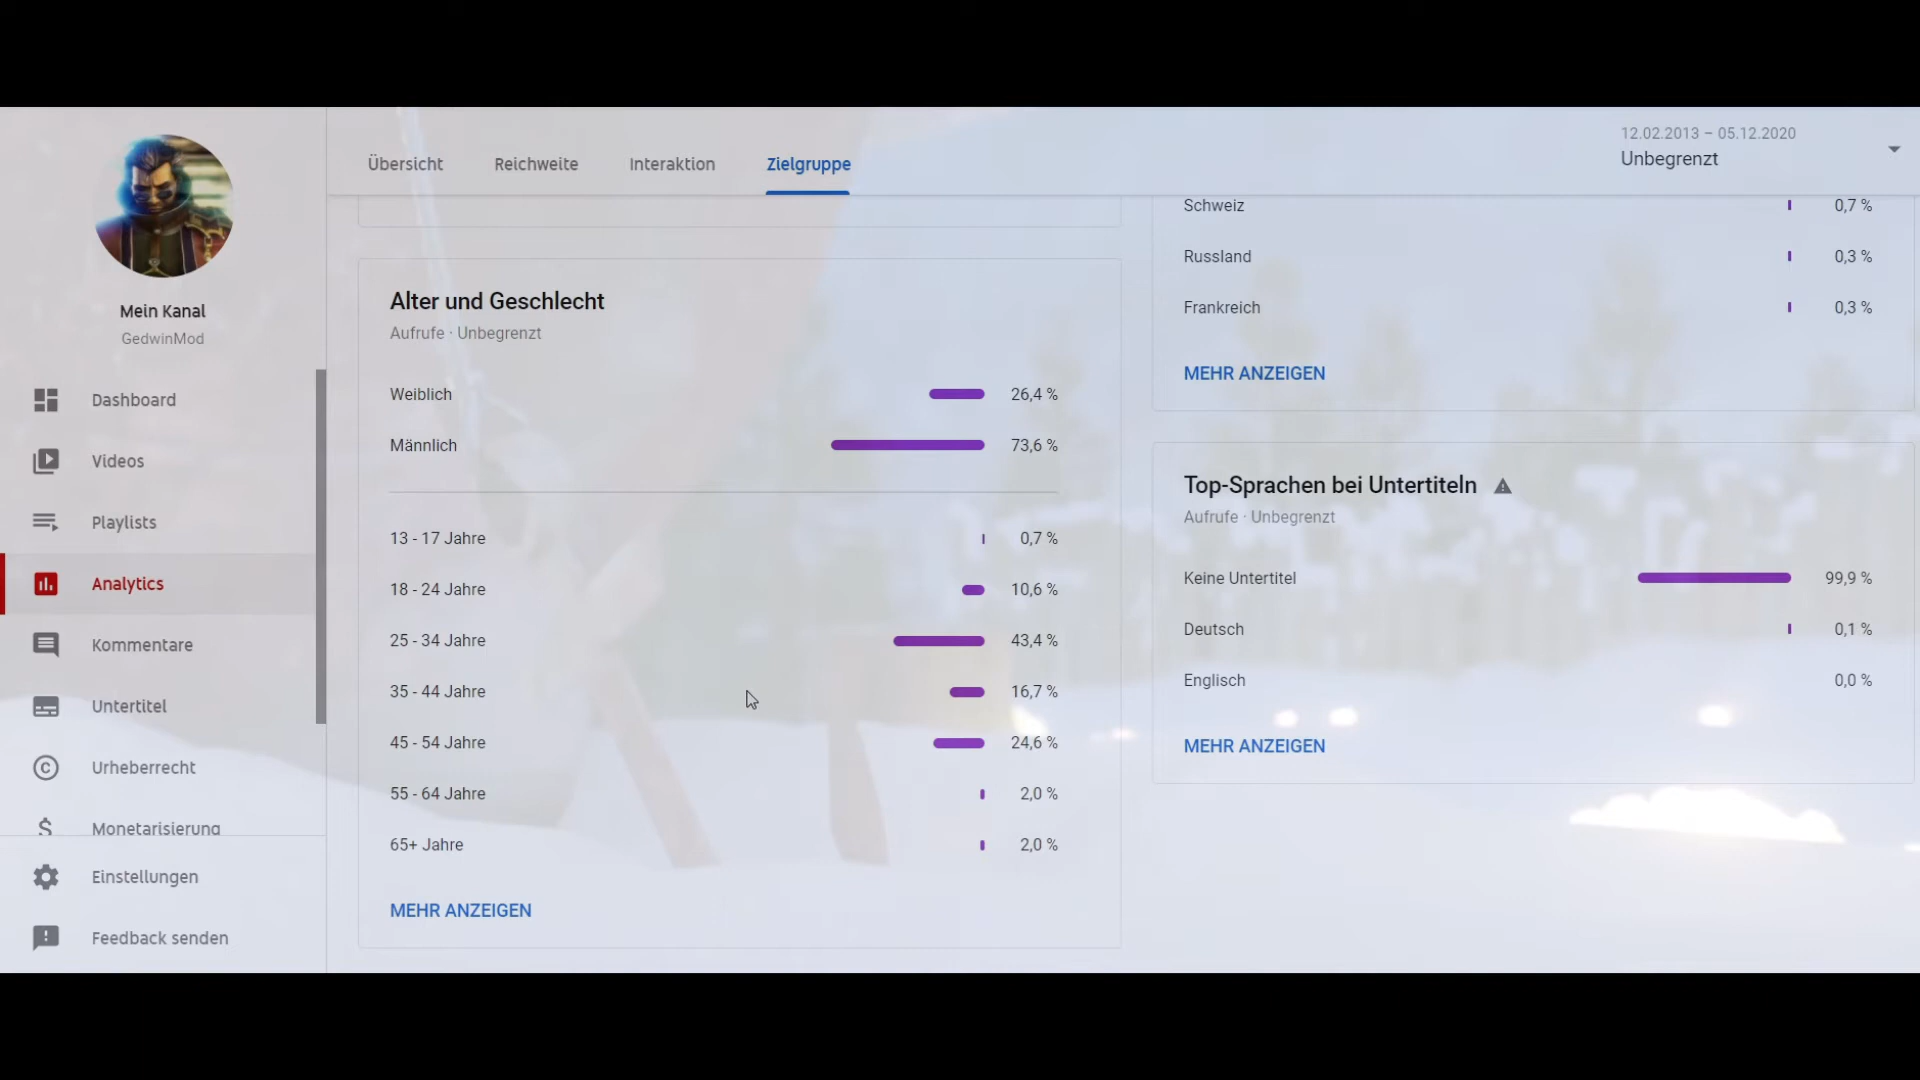 12.02.2013 – 05.12.2020
Unbegrenzt
Übersicht
Reichweite
Interaktion
Zielgruppe
Mein Kanal
GedwinMod
Dashboard
Videos
Playlists
Analytics
Kommentare
Untertitel
Urheberrecht
Monetarisierung
Einstellungen
Feedback senden
Alter und Geschlecht
Aufrufe · Unbegrenzt
Weiblich 26,4 %
Männlich 73,6 %
13 - 17 Jahre 0,7 %
18 - 24 Jahre 10,6 %
25 - 34 Jahre 43,4 %
35 - 44 Jahre 16,7 %
45 - 54 Jahre 24,6 %
55 - 64 Jahre 2,0 %
65+ Jahre 2,0 %
MEHR ANZEIGEN
Schweiz 0,7 %
Russland 0,3 %
Frankreich 0,3 %
MEHR ANZEIGEN
Top-Sprachen bei Untertiteln
Aufrufe · Unbegrenzt
Keine Untertitel 99,9 %
Deutsch 0,1 %
Englisch 0,0 %
MEHR ANZEIGEN